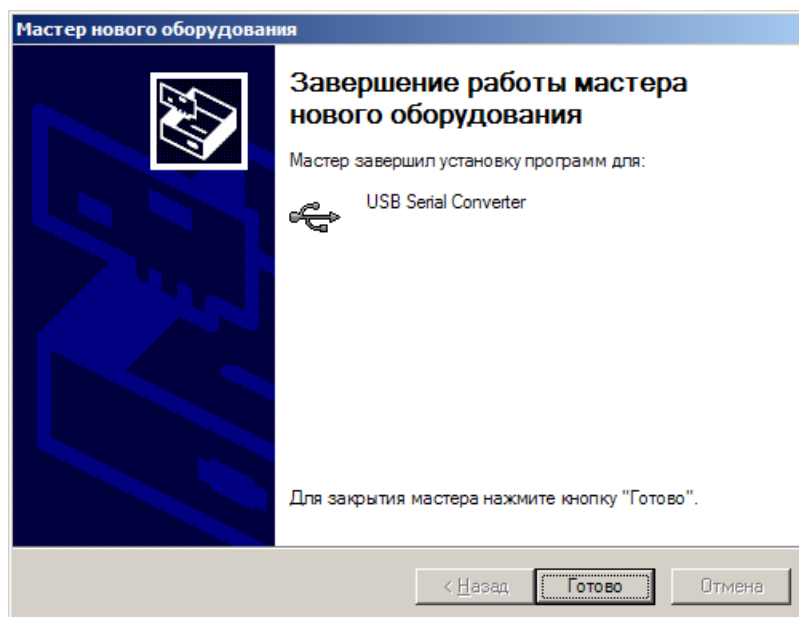 Мастер нового оборудования
Завершение работы мастера
нового оборудования
Мастер завершил установку программ для:
USB Serial Converter
Для закрытия мастера нажмите кнопку "Готово".
< Назад
Готово
Отмена